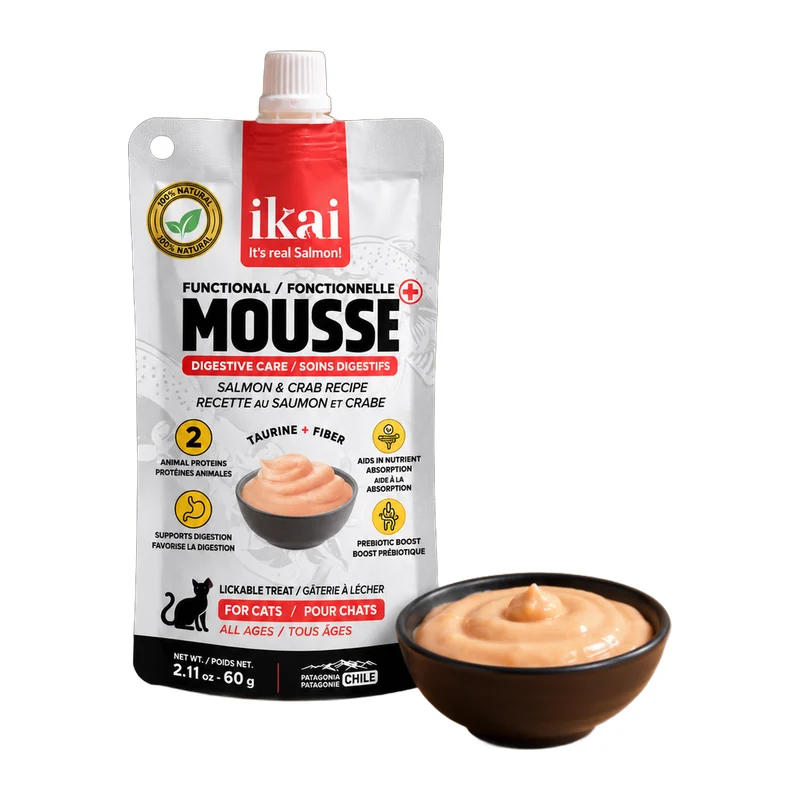 100% NATURAL
100% NATURAL
ikai
It's real Salmon!
FUNCTIONAL / FONCTIONNELLE
MOUSSE
DIGESTIVE CARE / SOINS DIGESTIFS
SALMON & CRAB RECIPE
RECETTE AU SAUMON ET CRABE
TAURINE + FIBER
2
ANIMAL PROTEINS
PROTÉINES ANIMALES
AIDS IN NUTRIENT
ABSORPTION
AIDE À LA
ABSORPTION
SUPPORTS DIGESTION
FAVORISE LA DIGESTION
PREBIOTIC BOOST
BOOST PRÉBIOTIQUE
LICKABLE TREAT / GÂTERIE À LÉCHER
FOR CATS / POUR CHATS
ALL AGES / TOUS ÂGES
NET WT. / POIDS NET.
2.11 oz - 60 g
PATAGONIA
PATAGONIE
CHILE